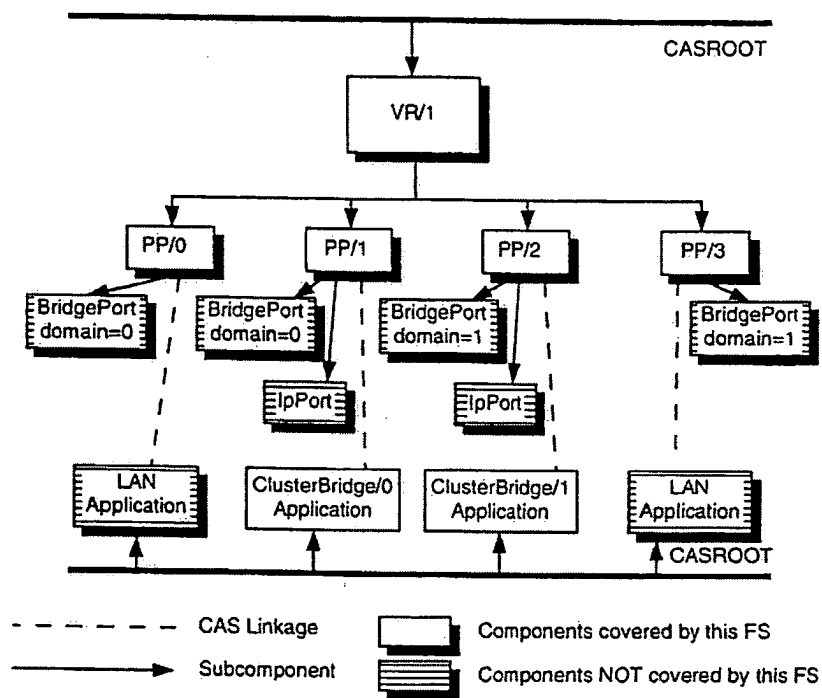 CASROOT
VR/1
PP/0
PP/1
PP/2
PP/3
BridgePort
domain=0
BridgePort
domain=0
BridgePort
domain=1
BridgePort
domain=1
IpPort
IpPort
LAN
Application
ClusterBridge/0
Application
ClusterBridge/1
Application
LAN
Application
CASROOT
CAS Linkage
Components covered by this FS
Subcomponent
Components NOT covered by this FS